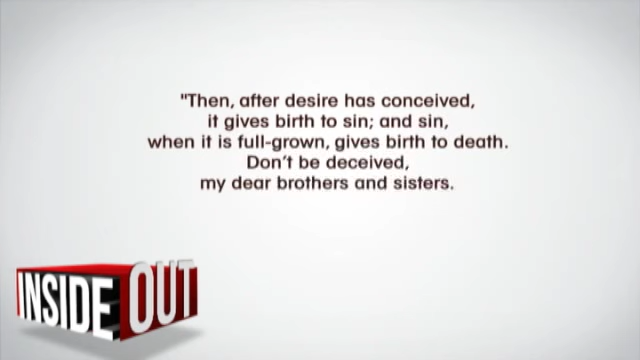 "Then, after desire has conceived,
it gives birth to sin; and sin,
when it is full-grown, gives birth to death.
Don't be deceived,
my dear brothers and sisters.
INSIDE OUT